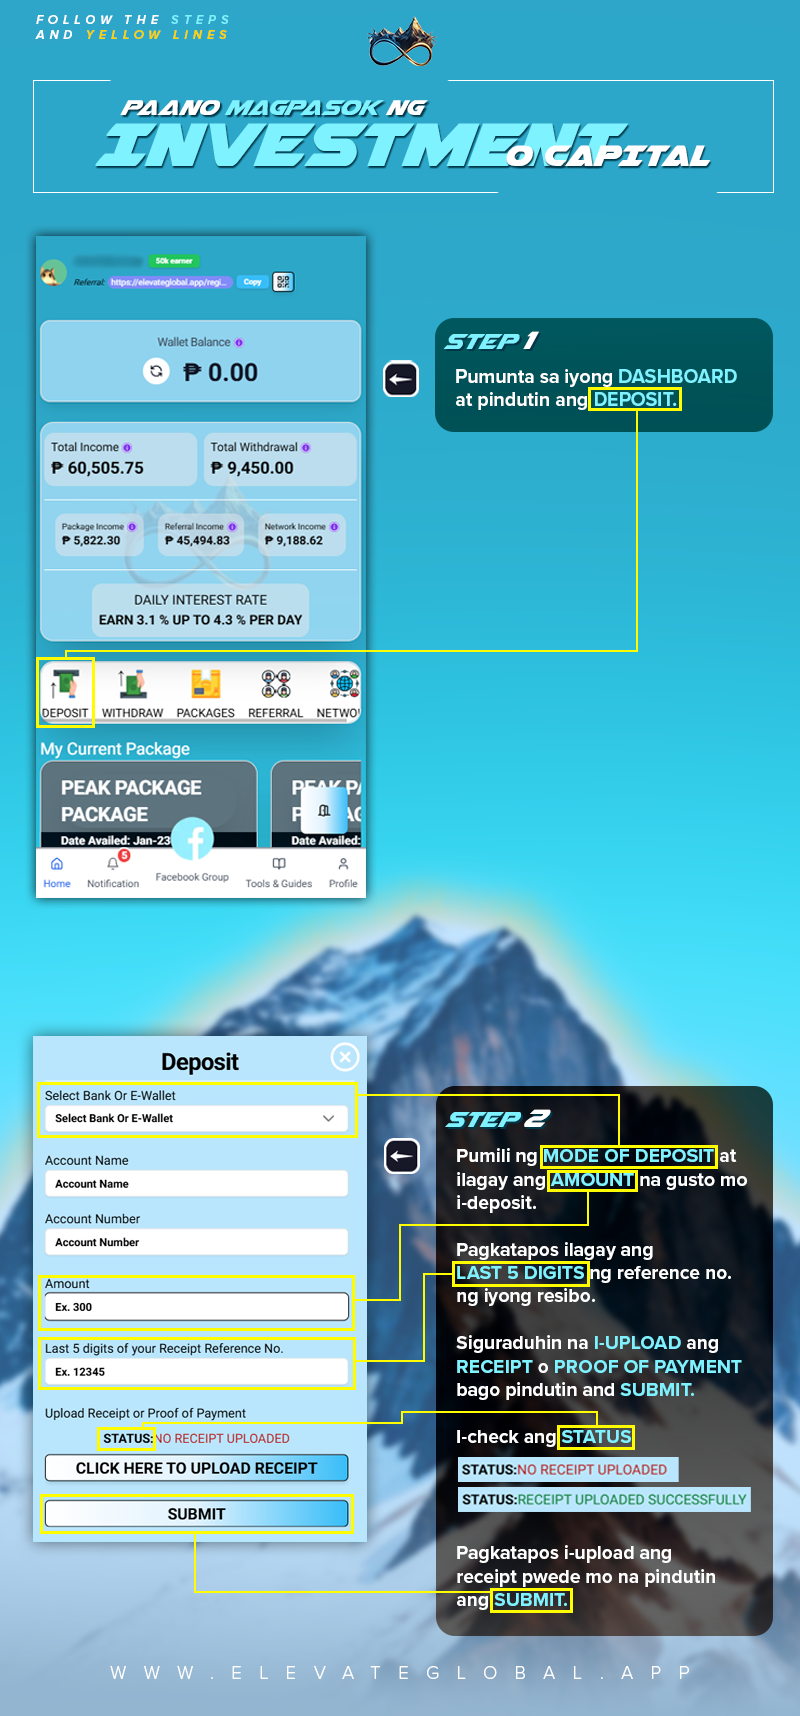 FOLLOW THE STEPS
AND YELLOW LINES
PAANO MAGPASOK NG
INVESTMENT
O CAPITAL
50k earner
Referral: https://elevateglobal.app/regi... Copy
Wallet Balance
₱ 0.00
Total Income
₱ 60,505.75
Total Withdrawal
₱ 9,450.00
Package Income
₱ 5,822.30
Referral Income
₱ 45,494.83
Network Income
₱ 9,188.62
DAILY INTEREST RATE
EARN 3.1 % UP TO 4.3 % PER DAY
DEPOSIT WITHDRAW PACKAGES REFERRAL NETWO
My Current Package
PEAK PACKAGE
PACKAGE
Date Availed: Jan-23
PEAK PA
PACKAG
Date Availed:
Home
5
Notification
Facebook Group
Tools & Guides
Profile
STEP 1
Pumunta sa iyong DASHBOARD
at pindutin ang DEPOSIT.
Deposit
Select Bank Or E-Wallet
Select Bank Or E-Wallet
Account Name
Account Name
Account Number
Account Number
Amount
Ex. 300
Last 5 digits of your Receipt Reference No.
Ex. 12345
Upload Receipt or Proof of Payment
STATUS:NO RECEIPT UPLOADED
CLICK HERE TO UPLOAD RECEIPT
SUBMIT
STEP 2
Pumili ng MODE OF DEPOSIT at
ilagay ang AMOUNT na gusto mo
i-deposit.
Pagkatapos ilagay ang
LAST 5 DIGITS ng reference no.
ng iyong resibo.
Siguraduhin na I-UPLOAD ang
RECEIPT o PROOF OF PAYMENT
bago pindutin and SUBMIT.
I-check ang STATUS
STATUS:NO RECEIPT UPLOADED
STATUS:RECEIPT UPLOADED SUCCESSFULLY
Pagkatapos i-upload ang
receipt pwede mo na pindutin
ang SUBMIT.
WWW.ELEVATEGLOBAL.APP